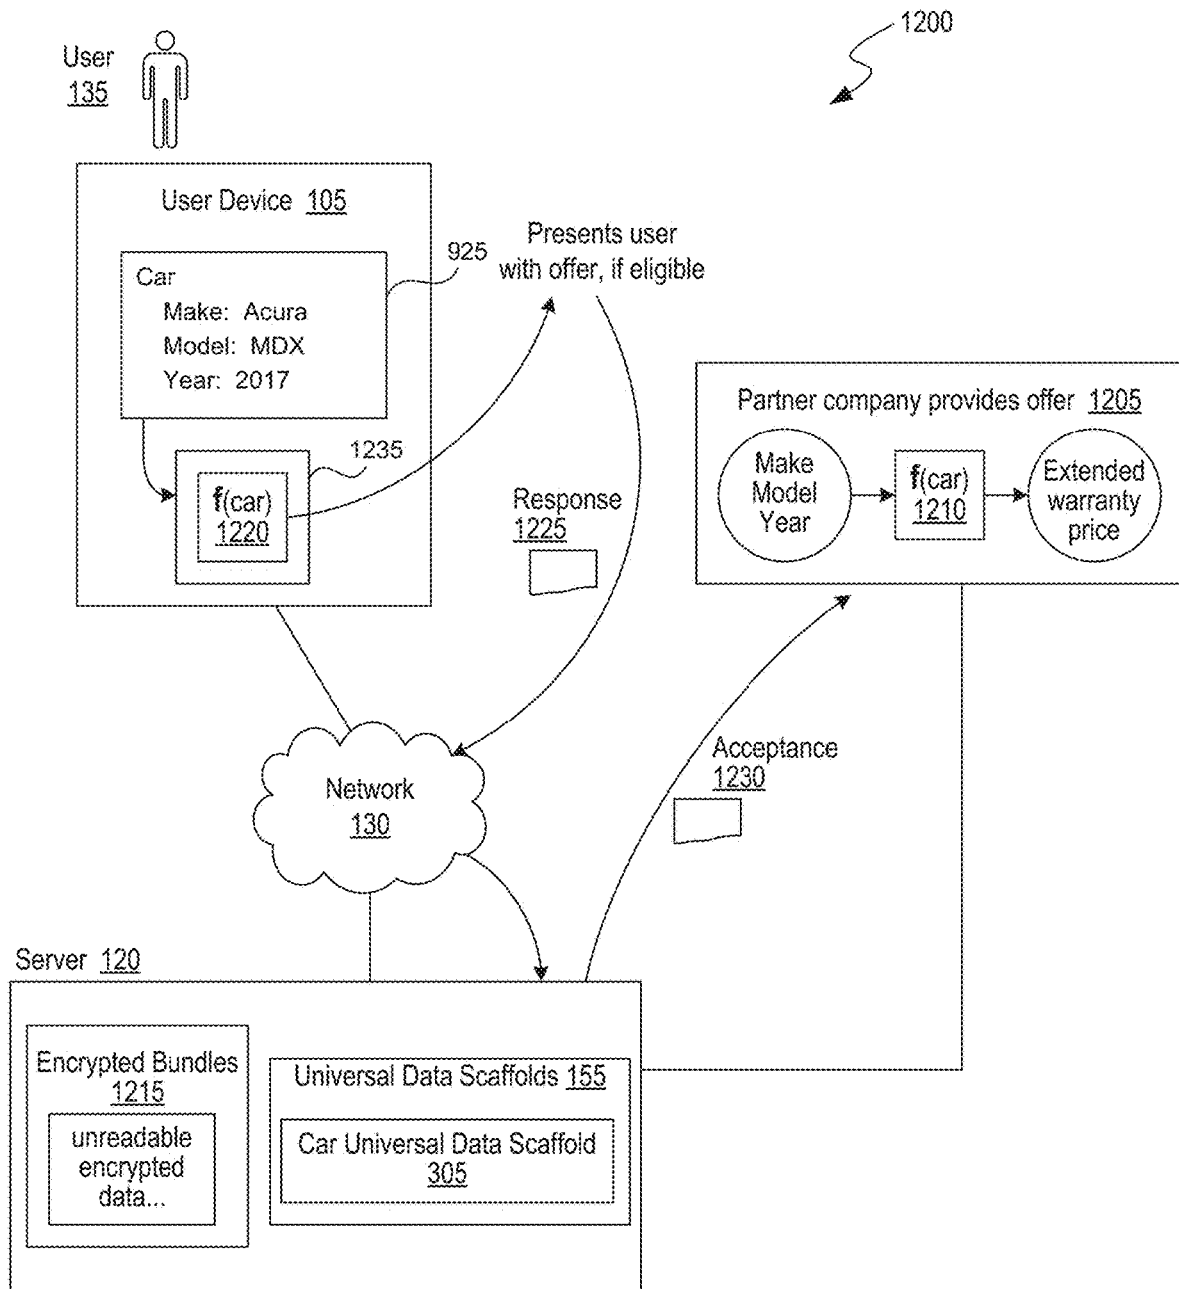 1200
User
135
User Device 105
925
Car
Make: Acura
Model: MDX
Year: 2017
1235
f(car)
1220
Presents user
with offer, if eligible
Response
1225
Partner company provides offer 1205
Make
Model
Year
f(car)
1210
Extended
warranty
price
Network
130
Acceptance
1230
Server 120
Encrypted Bundles
1215
unreadable
encrypted
data...
Universal Data Scaffolds 155
Car Universal Data Scaffold
305